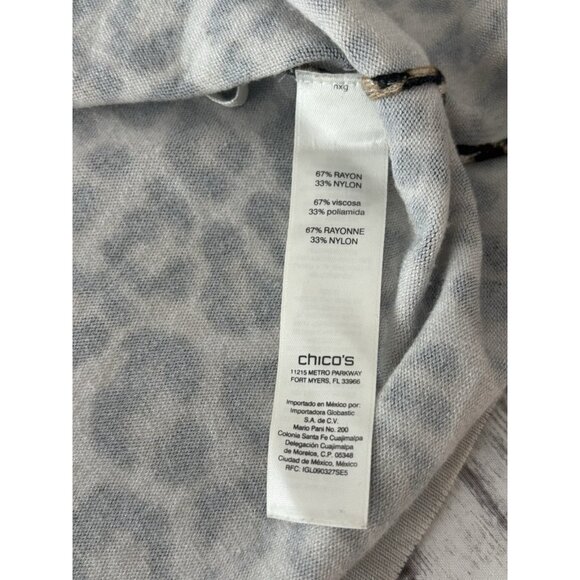 nxg
67% RAYON
33% NYLON
67% viscosa
33% poliamida
67% RAYONNE
33% NYLON
chico's
11215 METRO PARKWAY
FORT MYERS, FL 33966
Importado en México por:
Importadora Globastic
S.A. de C.V.
Mario Pani No. 200
Colonia Santa Fe Cuajimalpa
Delegación Cuajimalpa
de Morelos, C.P. 05348
Ciudad de México, México
RFC: IGL090327SE5